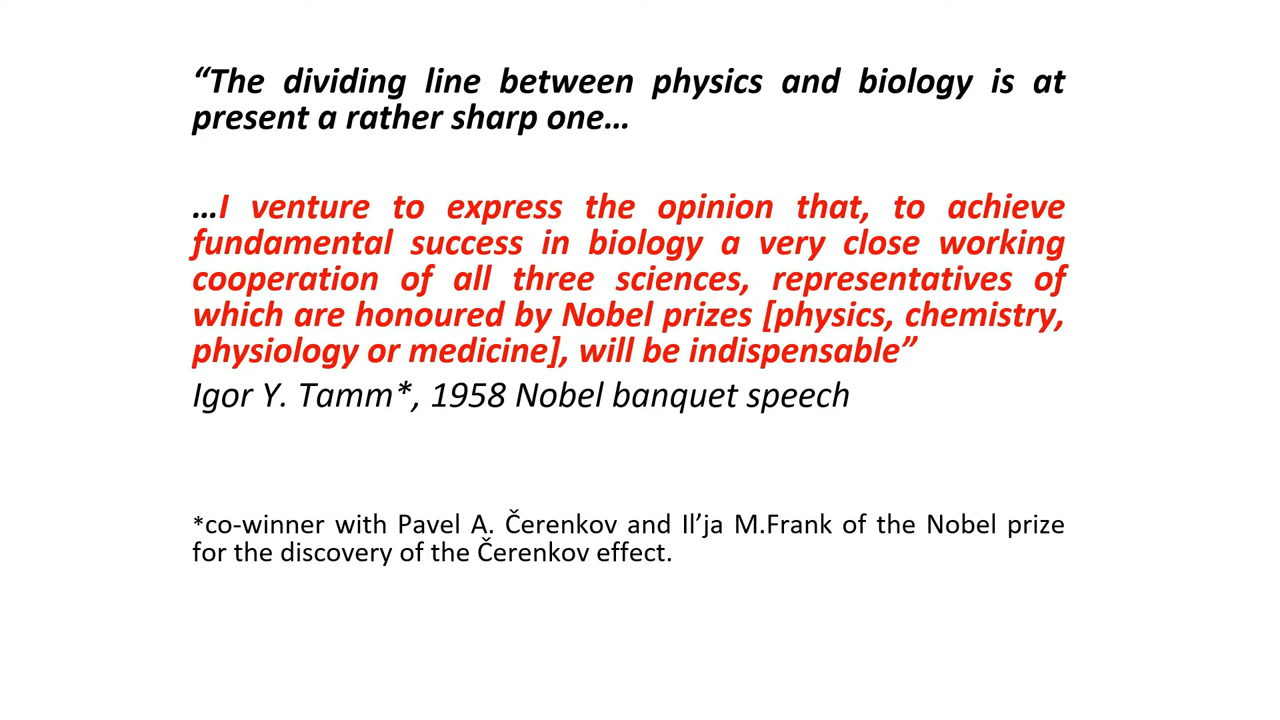 “The dividing line between physics and biology is at
present a rather sharp one…
…I venture to express the opinion that, to achieve
fundamental success in biology a very close working
cooperation of all three sciences, representatives of
which are honoured by Nobel prizes [physics, chemistry,
physiology or medicine], will be indispensable”
Igor Y. Tamm*, 1958 Nobel banquet speech
*co-winner with Pavel A. Čerenkov and Il’ja M.Frank of the Nobel prize
for the discovery of the Čerenkov effect.